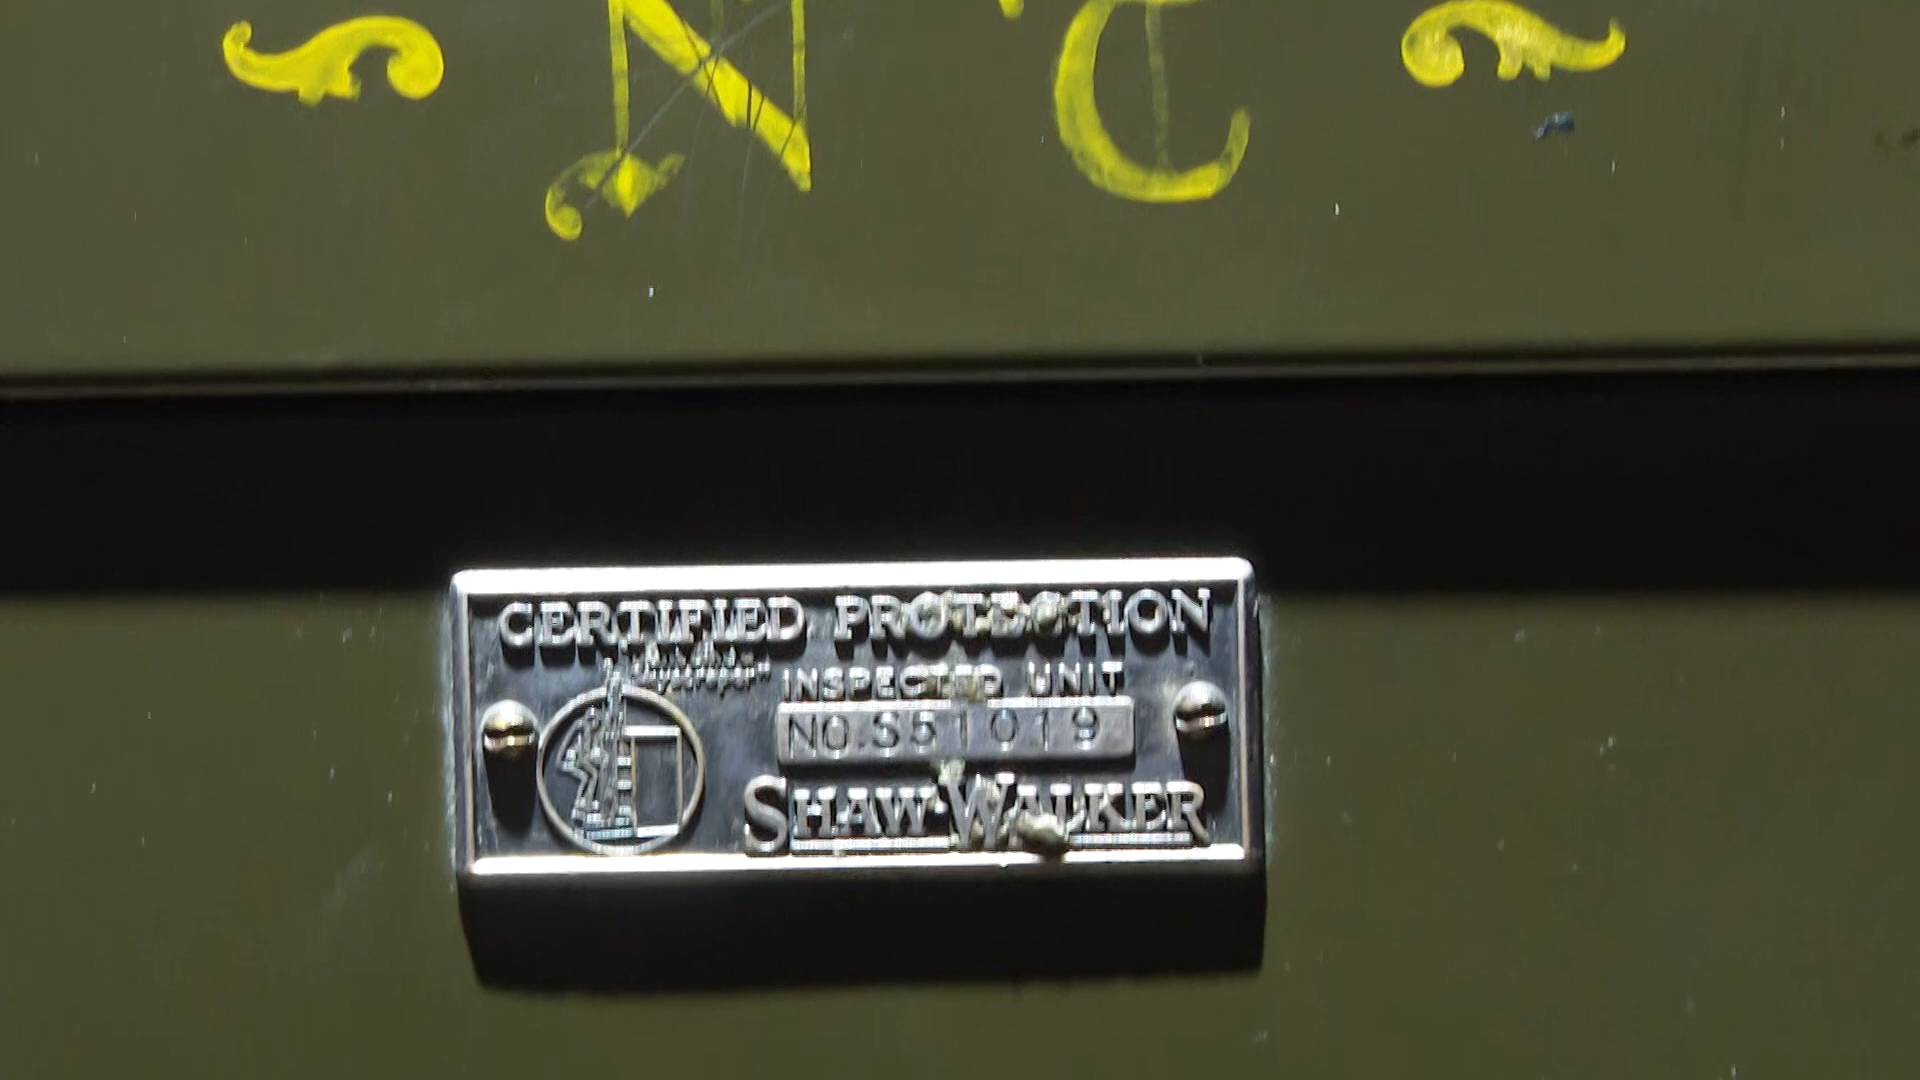 N C
CERTIFIED PROTECTION
INSPECTED UNIT
NO.S51019
SHAW-WALKER